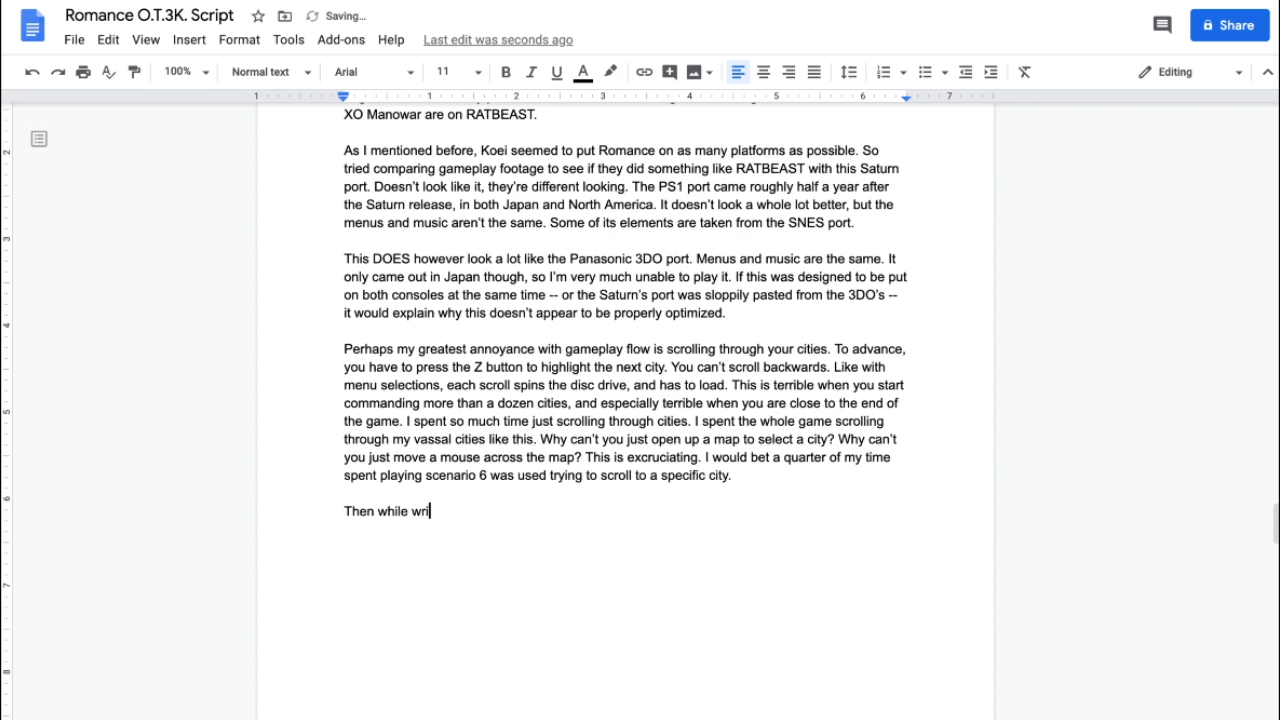 Romance O.T.3K. Script
Saving…
File Edit View Insert Format Tools Add-ons Help Last edit was seconds ago
Share
100% Normal text Arial 11 B I U A Editing
1 1 2 3 4 5 6 7
XO Manowar are on RATBEAST.
As I mentioned before, Koei seemed to put Romance on as many platforms as possible. So
tried comparing gameplay footage to see if they did something like RATBEAST with this Saturn
port. Doesn't look like it, they're different looking. The PS1 port came roughly half a year after
the Saturn release, in both Japan and North America. It doesn't look a whole lot better, but the
menus and music aren't the same. Some of its elements are taken from the SNES port.
This DOES however look a lot like the Panasonic 3DO port. Menus and music are the same. It
only came out in Japan though, so I'm very much unable to play it. If this was designed to be put
on both consoles at the same time -- or the Saturn's port was sloppily pasted from the 3DO's --
it would explain why this doesn't appear to be properly optimized.
Perhaps my greatest annoyance with gameplay flow is scrolling through your cities. To advance,
you have to press the Z button to highlight the next city. You can't scroll backwards. Like with
menu selections, each scroll spins the disc drive, and has to load. This is terrible when you start
commanding more than a dozen cities, and especially terrible when you are close to the end of
the game. I spent so much time just scrolling through cities. I spent the whole game scrolling
through my vassal cities like this. Why can't you just open up a map to select a city? Why can't
you just move a mouse across the map? This is excruciating. I would bet a quarter of my time
spent playing scenario 6 was used trying to scroll to a specific city.
Then while wri
2
3
4
5
6
7
8